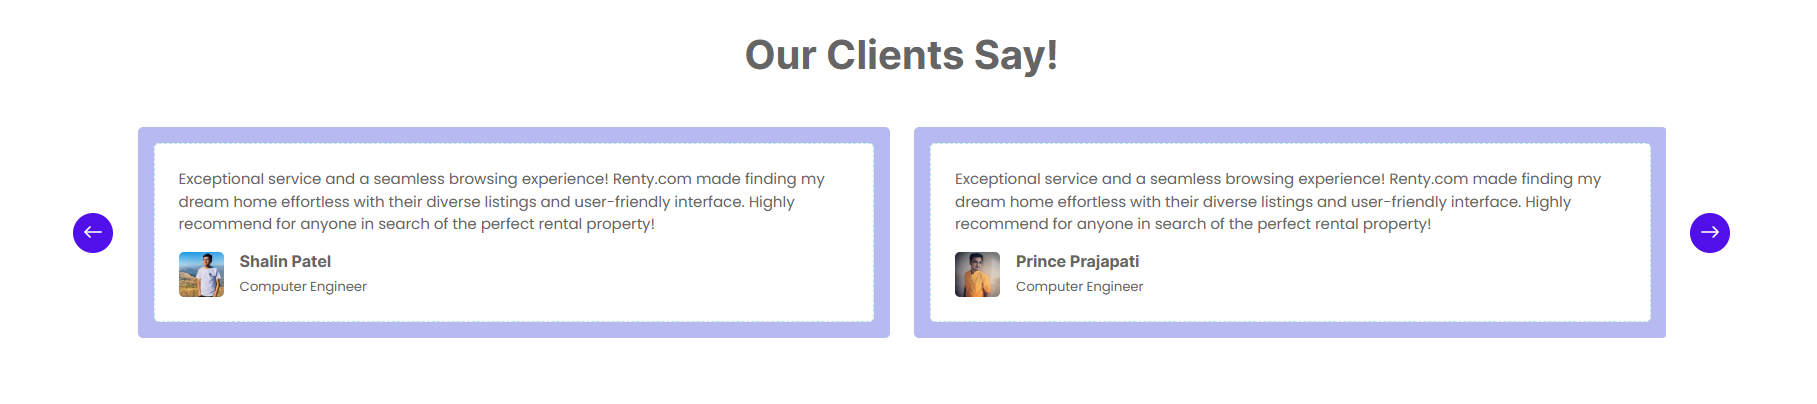 Our Clients Say!
Exceptional service and a seamless browsing experience! Renty.com made finding my
dream home effortless with their diverse listings and user-friendly interface. Highly
recommend for anyone in search of the perfect rental property!
Shalin Patel
Computer Engineer
Exceptional service and a seamless browsing experience! Renty.com made finding my
dream home effortless with their diverse listings and user-friendly interface. Highly
recommend for anyone in search of the perfect rental property!
Prince Prajapati
Computer Engineer